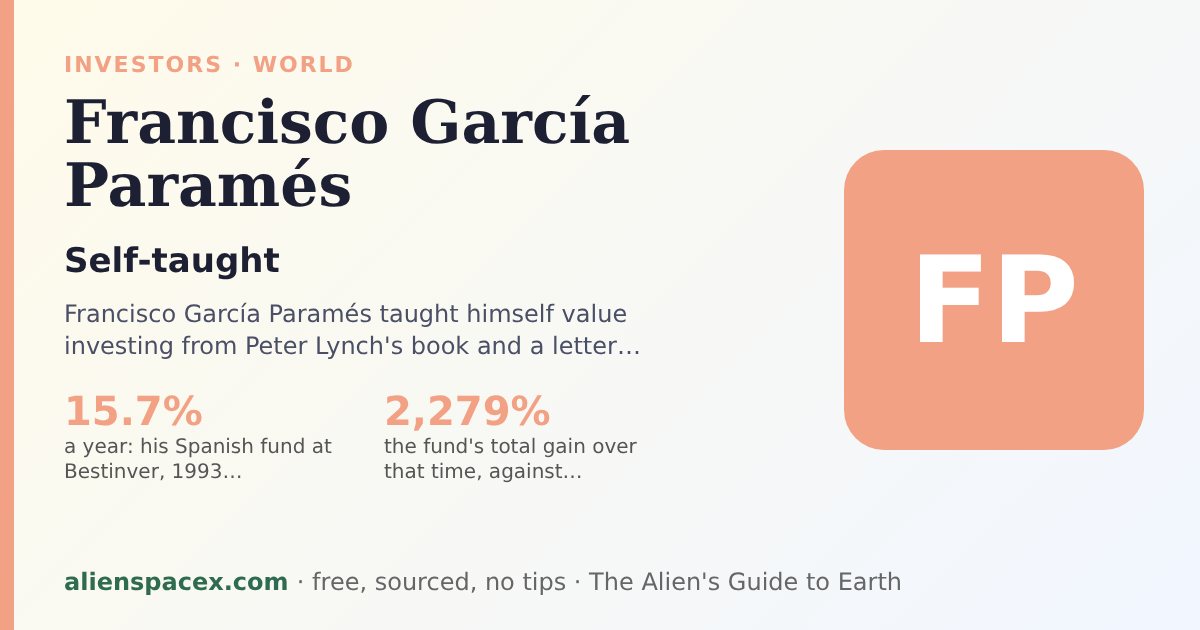 INVESTORS · WORLD
Francisco García
Paramés
Self-taught
Francisco García Paramés taught himself value
investing from Peter Lynch's book and a letter…
15.7%
a year: his Spanish fund at
Bestinver, 1993…
2,279%
the fund's total gain over
that time, against…
FP
alienspacex.com · free, sourced, no tips · The Alien's Guide to Earth